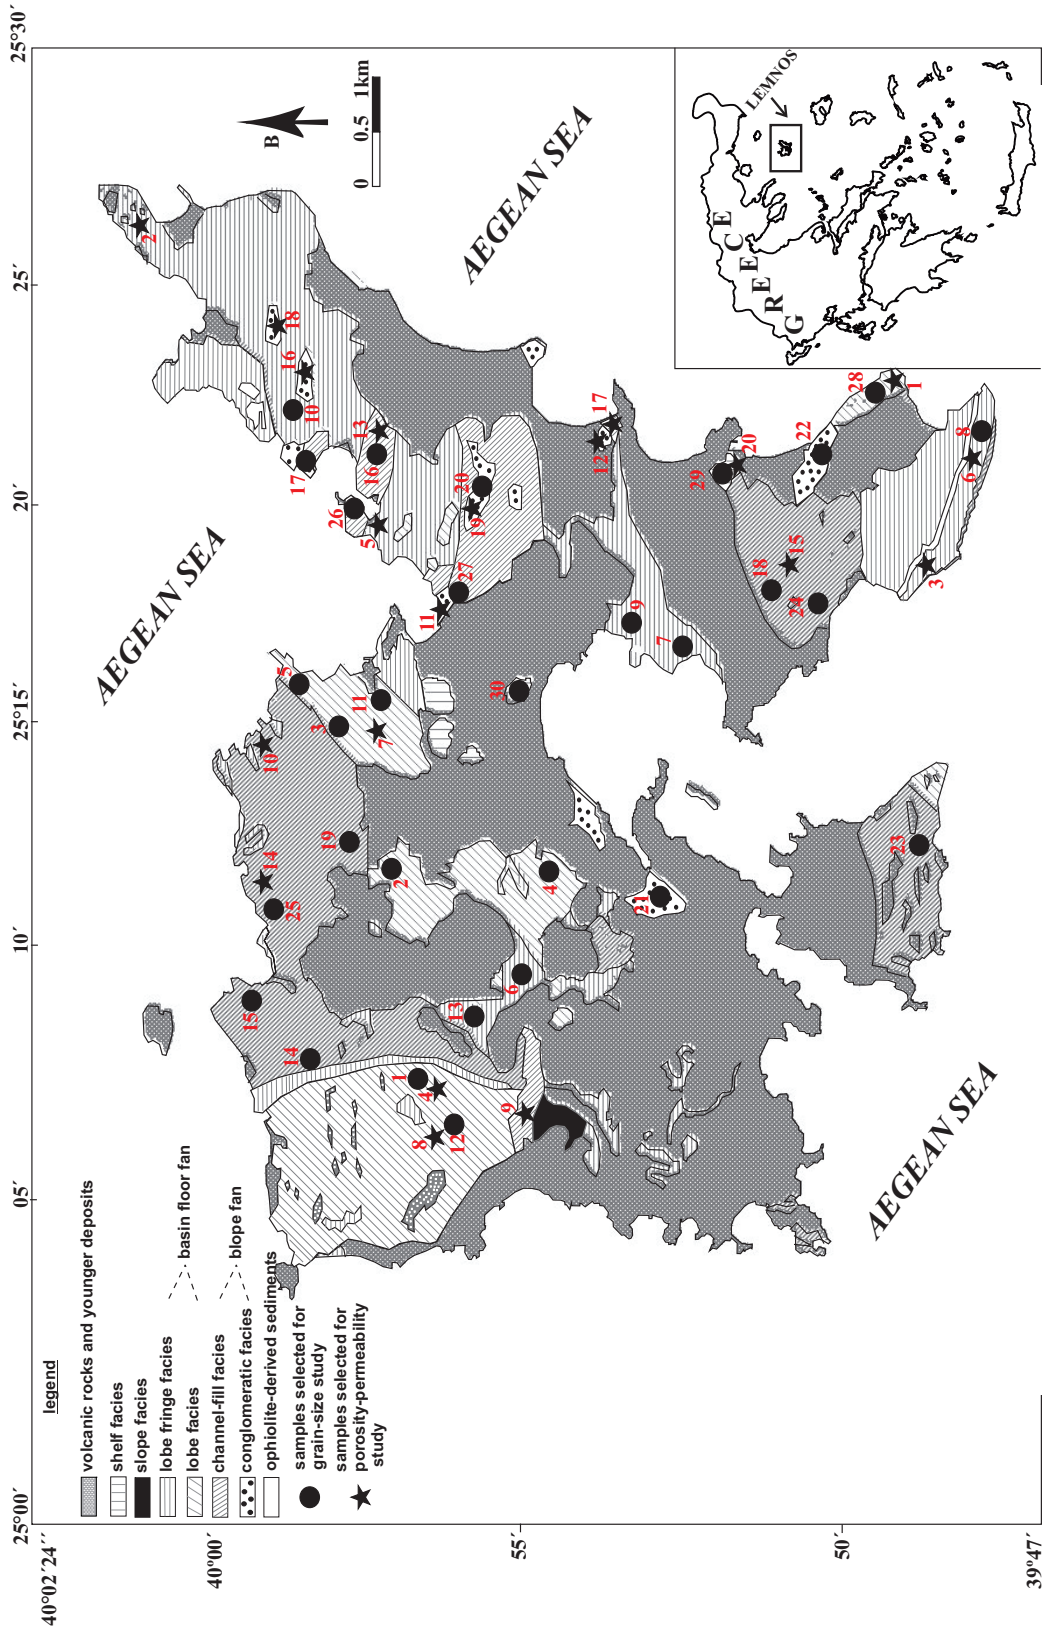 25°00´
05´
10´
25°15´
20´
25´
25°30´
40°02´24´´
40°00´
55´
50´
39°47´
legend
volcanic rocks and younger deposits
shelf facies
slope facies
lobe fringe facies
lobe facies
basin floor fan
channel-fill facies
conglomeratic facies
blope fan
ophiolite-derived sediments
samples selected for
grain-size study
samples selected for
porosity-permeability
study
B
0 0.5 1km
AEGEAN SEA
AEGEAN SEA
AEGEAN SEA
GREECE
LEMNOS
2
18
16
10
17
13
16
26
5
20
19
27
11
12
17
9
7
30
29
20
22
28
1
18
15
24
8
6
3
5
3
11
7
10
19
14
25
2
4
21
23
6
13
15
14
1
4
8
12
9